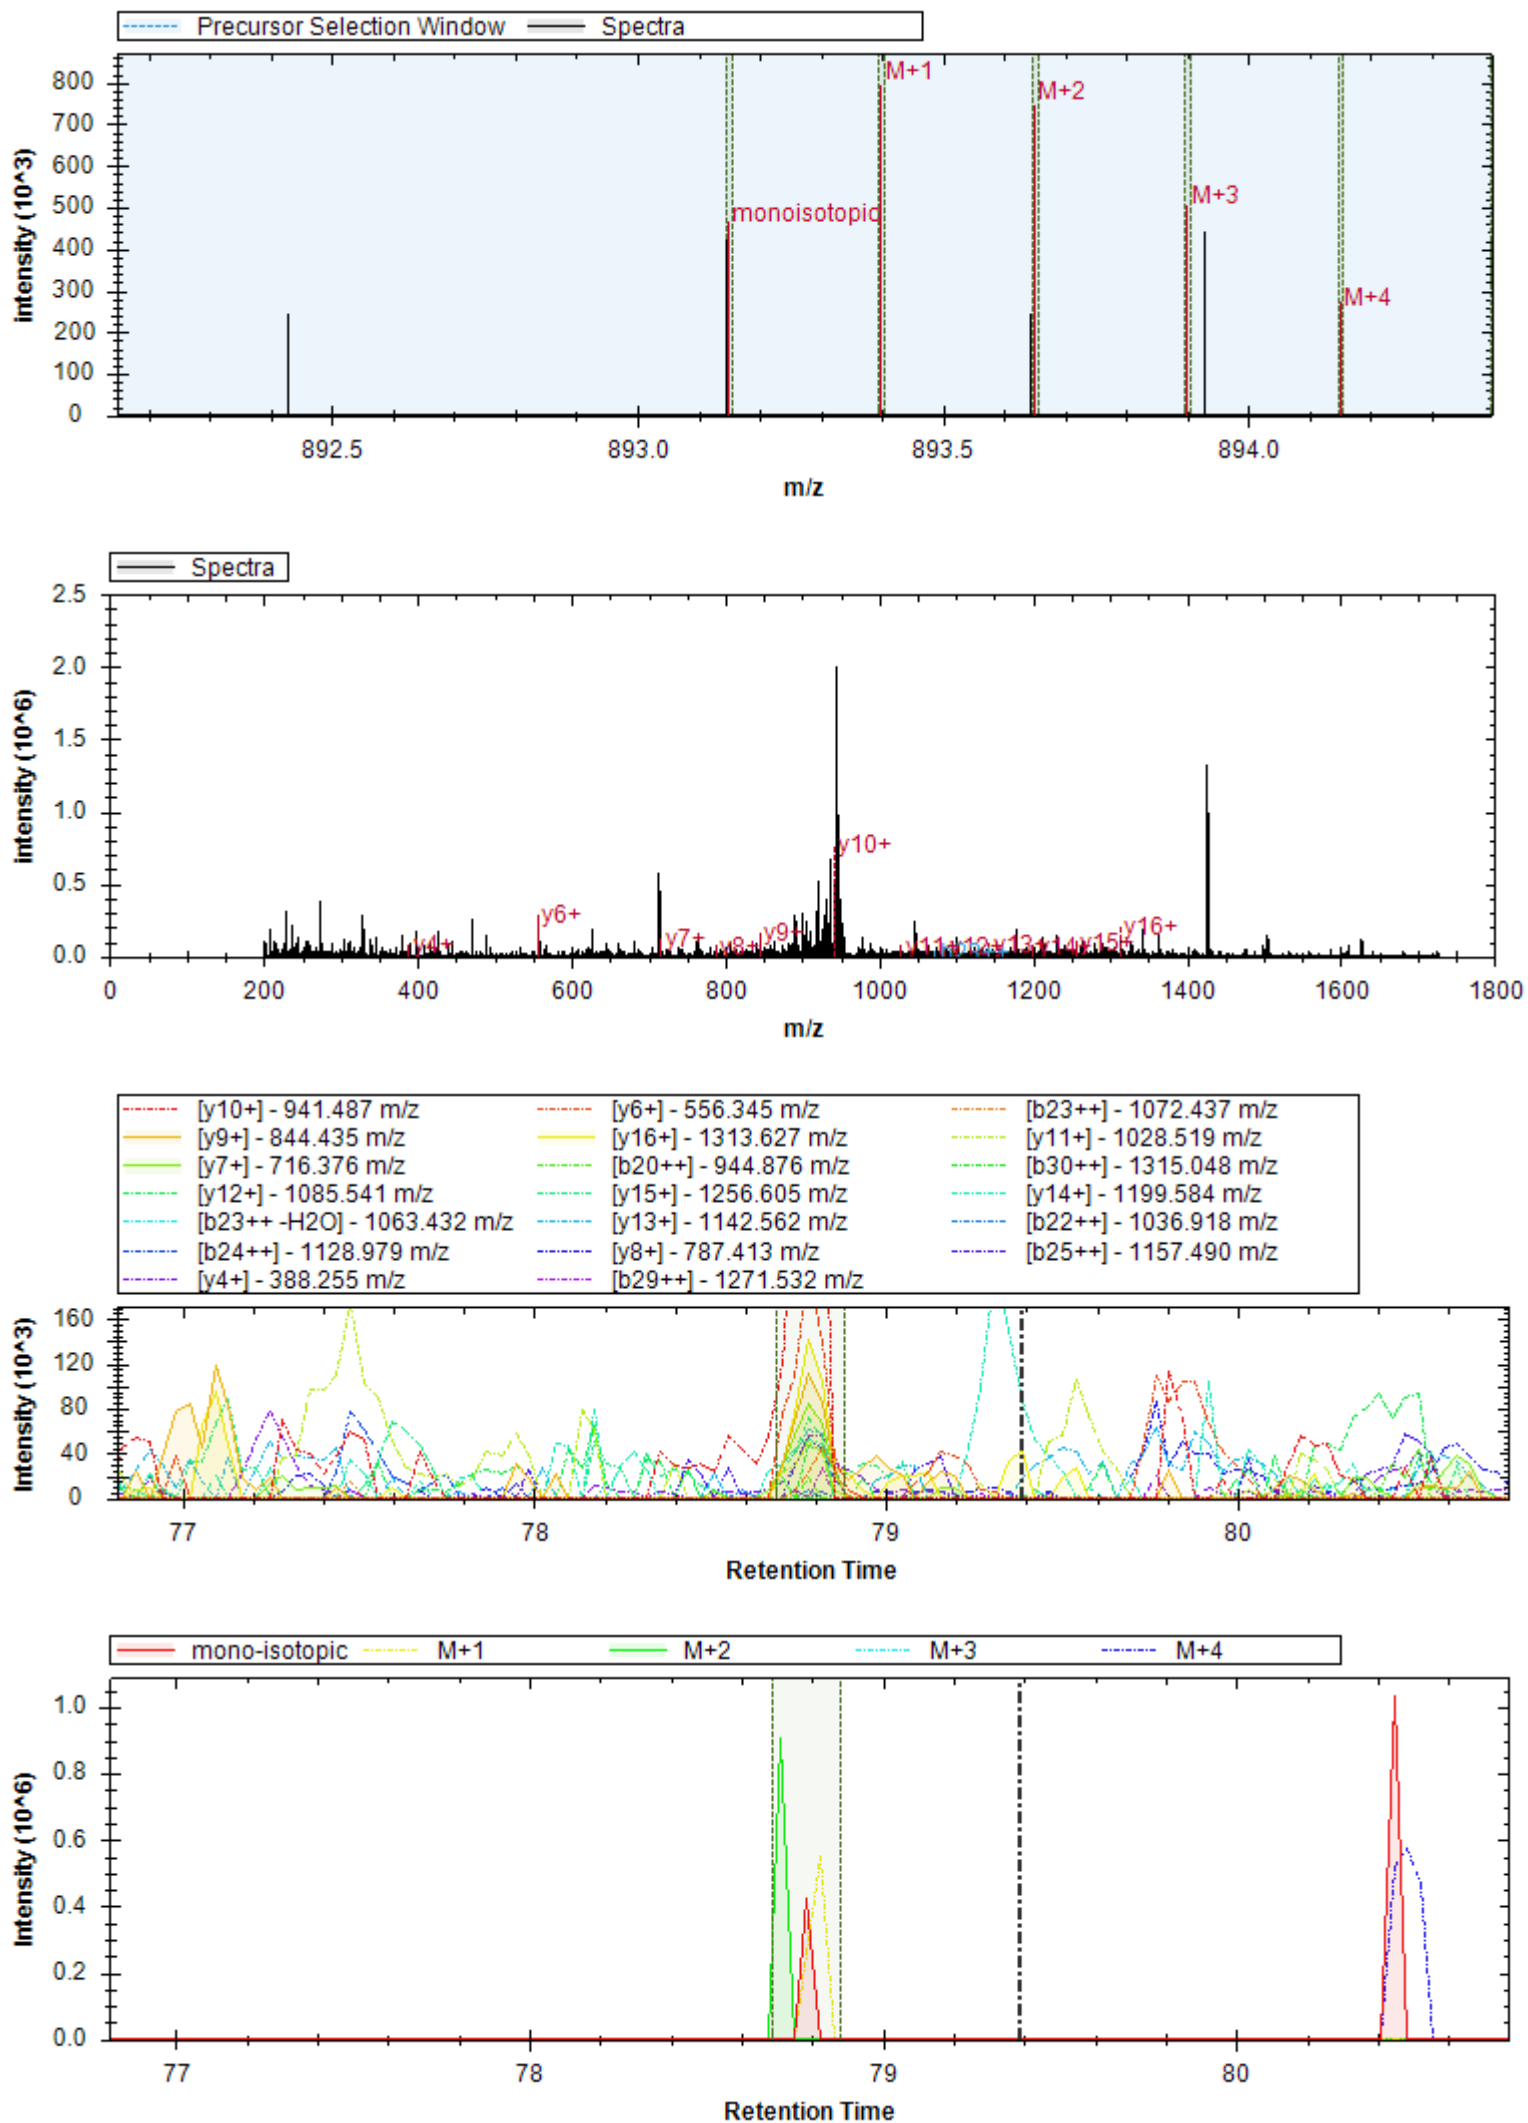 Precursor Selection Window Spectra
800
700
600
500
400
300
200
100
0
intensity (10^3)
M+1
M+2
monoisotopic
M+3
M+4
892.5 893.0 893.5 894.0
m/z
Spectra
2.5
2.0
1.5
1.0
0.5
0.0
intensity (10^6)
y10+
y6+
y4+ y7+ y8+ y9+ y11+ y13+ y15+ y16+
0 200 400 600 800 1000 1200 1400 1600 1800
m/z
[y10+] - 941.487 m/z [y6+] - 556.345 m/z [b23++] - 1072.437 m/z
[y9+] - 844.435 m/z [y16+] - 1313.627 m/z [y11+] - 1028.519 m/z
[y7+] - 716.376 m/z [b20++] - 944.876 m/z [b30++] - 1315.048 m/z
[y12+] - 1085.541 m/z [y15+] - 1256.605 m/z [y14+] - 1199.584 m/z
[b23++ -H2O] - 1063.432 m/z [y13+] - 1142.562 m/z [b22++] - 1036.918 m/z
[b24++] - 1128.979 m/z [y8+] - 787.413 m/z [b25++] - 1157.490 m/z
[y4+] - 388.255 m/z [b29++] - 1271.532 m/z
160
120
80
40
0
Intensity (10^3)
77 78 79 80
Retention Time
mono-isotopic M+1 M+2 M+3 M+4
1.0
0.8
0.6
0.4
0.2
0.0
Intensity (10^6)
77 78 79 80
Retention Time